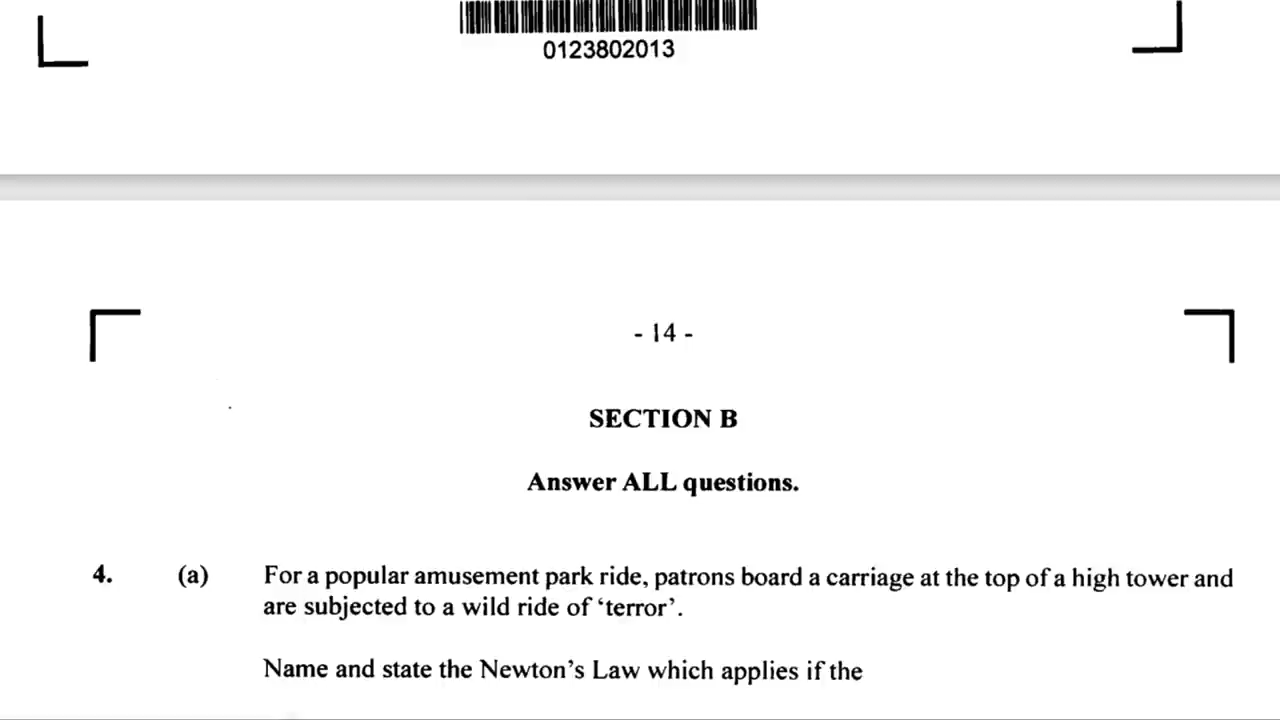 0123802013
- 14 -
SECTION B
Answer ALL questions.
4. (a) For a popular amusement park ride, patrons board a carriage at the top of a high tower and
are subjected to a wild ride of ‘terror’.
Name and state the Newton’s Law which applies if the